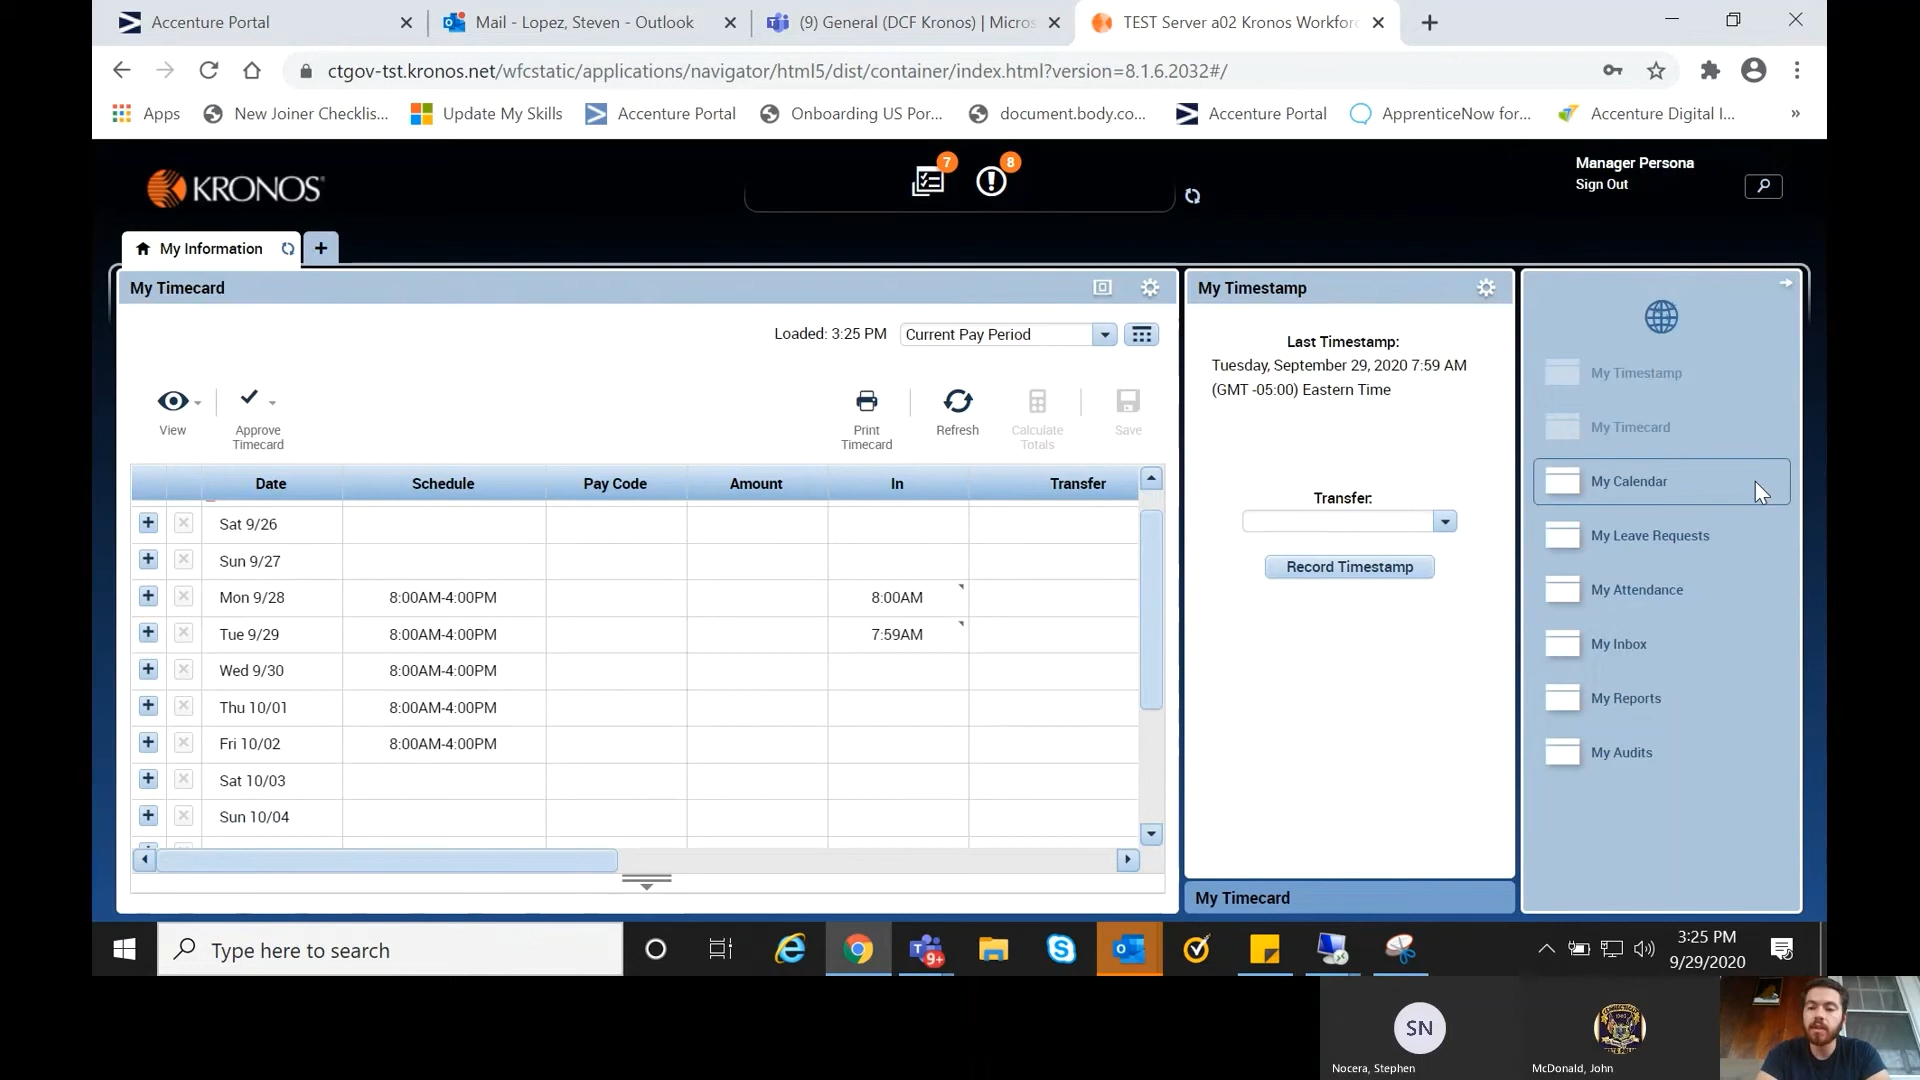 Accenture Portal
Mail - Lopez, Steven - Outlook
(9) General (DCF Kronos) | Micros
TEST Server a02 Kronos Workfor
ctgov-tst.kronos.net/wfcstatic/applications/navigator/html5/dist/container/index.html?version=8.1.6.2032#/
Apps
New Joiner Checklis...
Update My Skills
Accenture Portal
Onboarding US Por...
document.body.co...
Accenture Portal
ApprenticeNow for...
Accenture Digital I...
»
KRONOS
7
8
Manager Persona
Sign Out
My Information
My Timecard
Loaded: 3:25 PM
Current Pay Period
View
Approve
Timecard
Print
Timecard
Refresh
Calculate
Totals
Save
Date Schedule Pay Code Amount In Transfer
Sat 9/26
Sun 9/27
Mon 9/28 8:00AM-4:00PM 8:00AM
Tue 9/29 8:00AM-4:00PM 7:59AM
Wed 9/30 8:00AM-4:00PM
Thu 10/01 8:00AM-4:00PM
Fri 10/02 8:00AM-4:00PM
Sat 10/03
Sun 10/04
My Timestamp
Last Timestamp:
Tuesday, September 29, 2020 7:59 AM
(GMT -05:00) Eastern Time
Transfer:
Record Timestamp
My Timecard
My Timestamp
My Timecard
My Calendar
My Leave Requests
My Attendance
My Inbox
My Reports
My Audits
Type here to search
9+
3:25 PM
9/29/2020
SN
Nocera, Stephen
McDonald, John